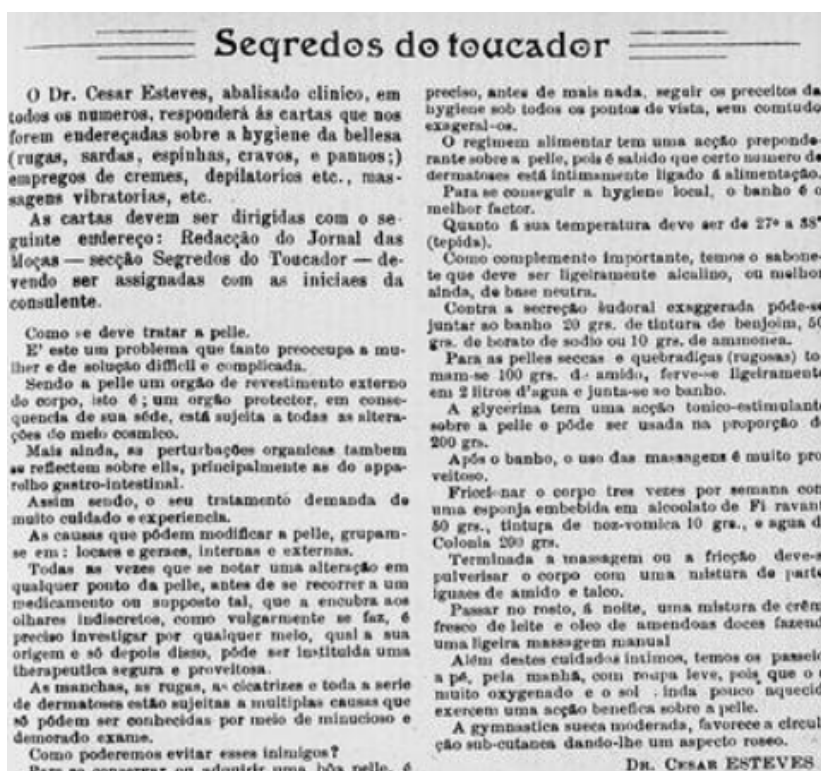 Segredos do toucador
O Dr. Cesar Esteves, abalisado clinico, em
todos os numeros, responderá ás cartas que nos
forem endereçadas sobre a hygiene da bellesa
(rugas, sardas, espinhas, cravos, e pannos;)
empregos de cremes, depilatorios etc., mas-
sagens vibratorias, etc.
As cartas devem ser dirigidas com o se-
guinte endereço: Redacção do Jornal das
Moças — secção Segredos do Toucador — de-
vendo ser assignadas com as iniciaes da
consulente.
Como se deve tratar a pelle.
E' este um problema que tanto preoccupa a mu-
lher e de solução difficil e complicada.
Sendo a pelle um orgão de revestimento externo
do corpo, isto é; um orgão protector, em conse-
quencia de sua séde, está sujeita a todas as altera-
ções do meio cosmico.
Mais ainda, as perturbações organicas tambem
se reflectem sobre ella, principalmente as do appa-
relho gastro-intestinal.
Assim sendo, o seu tratamento demanda de
muito cuidado e experiencia.
As causas que pódem modificar a pelle, grupam-
se em: locaes e geraes, internas e externas.
Todas as vezes que se notar uma alteração em
qualquer ponto da pelle, antes de se recorrer a um
medicamento ou supposto tal, que a encubra aos
olhares indiscretos, como vulgarmente se faz, é
preciso investigar por qualquer meio, qual a sua
origem e só depois disso, póde ser instituida uma
therapeutica segura e proveitosa.
As manchas, as rugas, as cicatrizes e toda a serie
de dermatoses estão sujeitas a multiplas causas que
só pódem ser conhecidas por meio de minucioso e
demorado exame.
Como poderemos evitar esses inimigos?
Para se conservar ou adquirir uma bôa pelle, é
preciso, antes de mais nada, seguir os preceitos da
hygiene sob todos os pontos de vista, sem comtudo
exageral-os.
O regimem alimentar tem uma acção preponde-
rante sobre a pelle, pois é sabido que certo numero de
dermatoses está intimamente ligado á alimentação.
Para se conseguir a hygiene local, o banho é o
melhor factor.
Quanto á sua temperatura deve ser de 27º a 38º
(tepida).
Como complemento importante, temos o sabone-
te que deve ser ligeiramente alcalino, ou melhor
ainda, de base neutra.
Contra a secreção sudoral exaggerada póde-se
juntar ao banho 20 grs. de tintura de benjoim, 50
grs. de borato de sodio ou 10 grs. de ammonea.
Para as pelles seccas e quebradiças (rugosas) to-
mam-se 100 grs. de amido, ferve-se ligeiramente
em 2 litros d'agua e junta-se ao banho.
A glycerina tem uma acção tonico-estimulante
sobre a pelle e póde ser usada na proporção de
200 grs.
Após o banho, o uso das massagens é muito pro-
veitoso.
Friccionar o corpo tres vezes por semana com
uma esponja embebida em alcoolato de Fi ravant
50 grs., tintura de noz-vomica 10 grs., e agua d
Colonia 200 grs.
Terminada a massagem ou a fricção deve-s
pulverisar o corpo com uma mistura de parte
iguaes de amido e talco.
Passar no rosto, á noite, uma mistura de crêm
fresco de leite e oleo de amendoas doces fazend
uma ligeira massagem manual
Além destes cuidados intimos, temos os passeio
a pé, pela manhã, com roupa leve, pois que o
muito oxygenado e o sol inda pouco aquecid
exercem uma acção benefica sobre a pelle.
A gymnastica sueca moderada, favorece a circul
ção sub-cutanea dando-lhe um aspecto roseo.
DR. CESAR ESTEVES